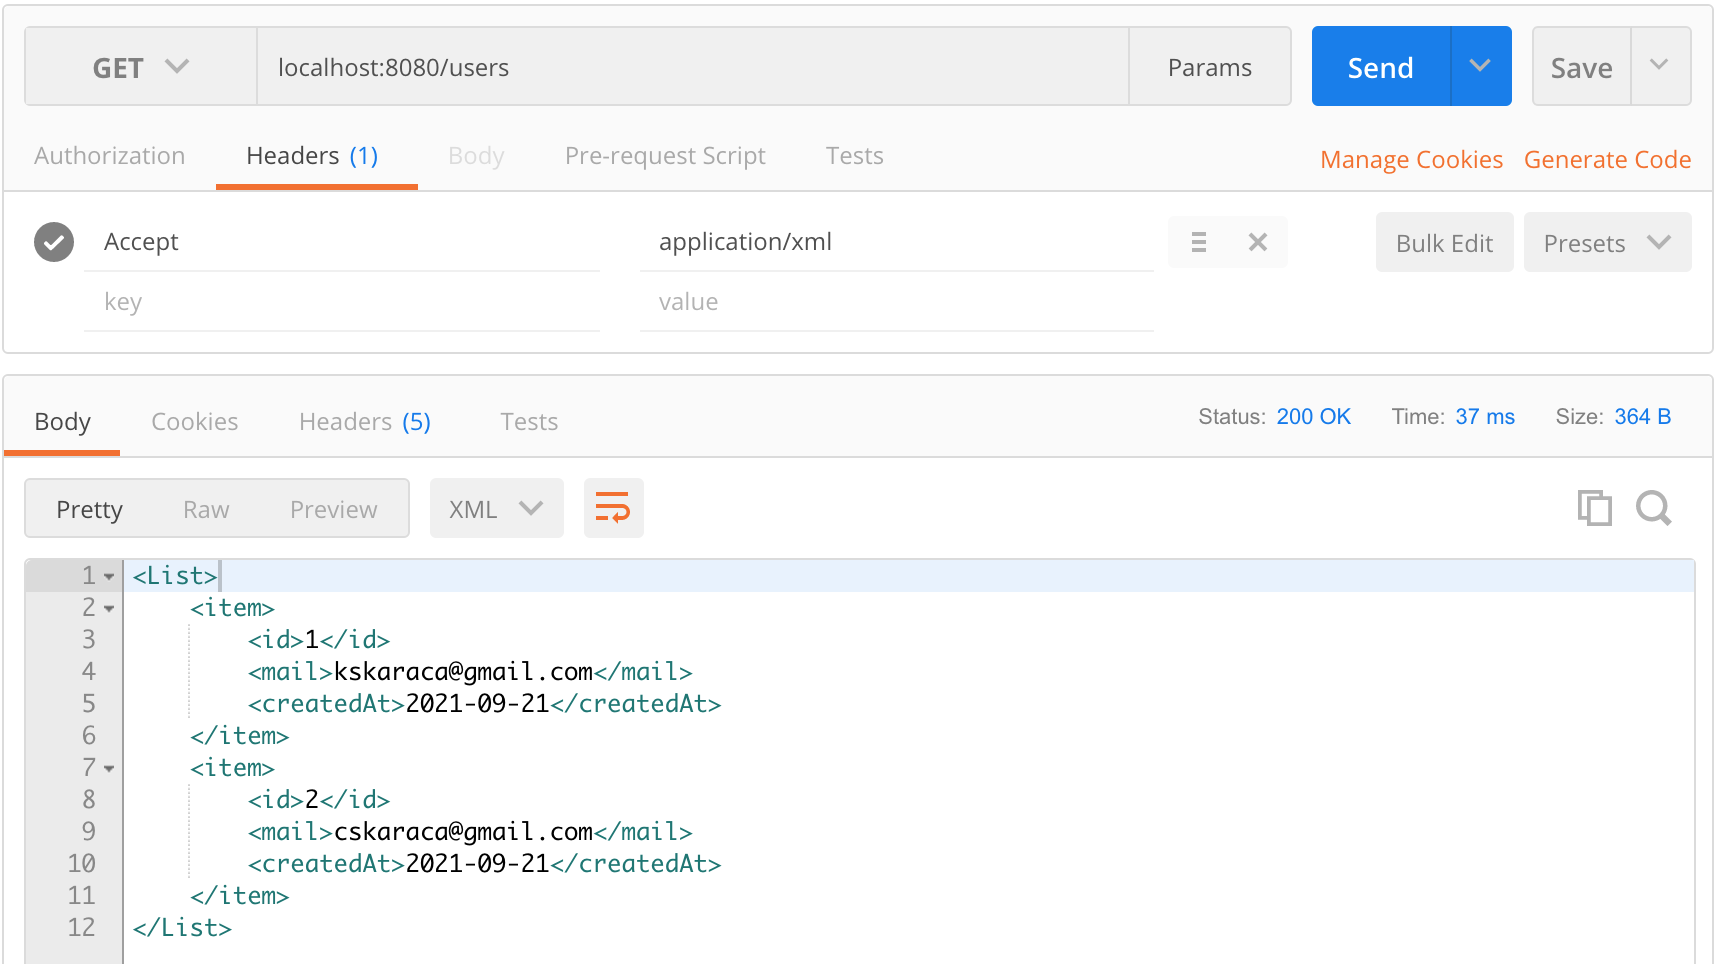 GET localhost:8080/users Params Send Save
Authorization Headers (1) Body Pre-request Script Tests Manage Cookies Generate Code
Accept application/xml Bulk Edit Presets
key value
Body Cookies Headers (5) Tests Status: 200 OK Time: 37 ms Size: 364 B
Pretty Raw Preview XML
1 <List>
2 <item>
3 <id>1</id>
4 <mail>kskaraca@gmail.com</mail>
5 <createdAt>2021-09-21</createdAt>
6 </item>
7 <item>
8 <id>2</id>
9 <mail>cskaraca@gmail.com</mail>
10 <createdAt>2021-09-21</createdAt>
11 </item>
12 </List>